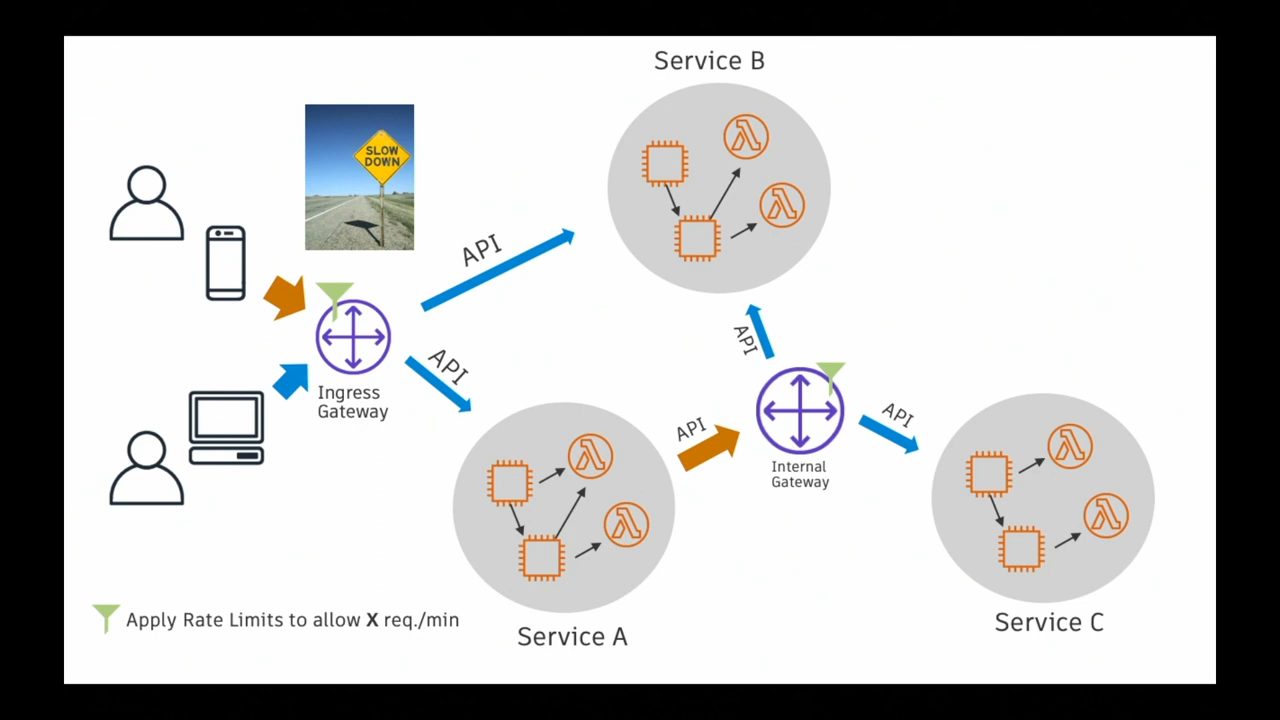 Service B
SLOW
DOWN
API
API
Ingress
Gateway
API
API
API
Internal
Gateway
Apply Rate Limits to allow X req./min
Service A
Service C